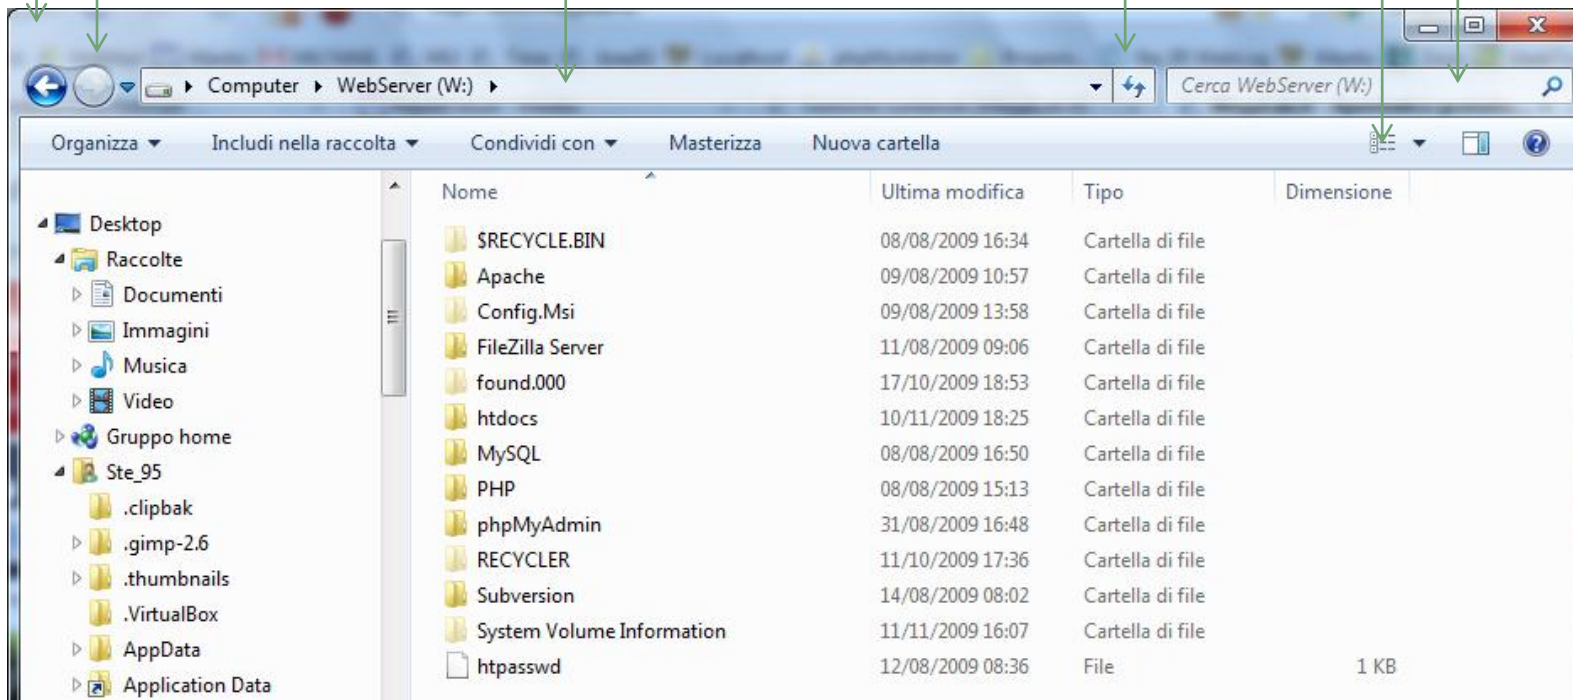 Computer WebServer (W:) Cerca WebServer (W:)
Organizza Includi nella raccolta Condividi con Masterizza Nuova cartella
Desktop
Raccolte
Documenti
Immagini
Musica
Video
Gruppo home
Ste_95
.clipbak
.gimp-2.6
.thumbnails
.VirtualBox
AppData
Application Data
Nome Ultima modifica Tipo Dimensione
$RECYCLE.BIN 08/08/2009 16:34 Cartella di file
Apache 09/08/2009 10:57 Cartella di file
Config.Msi 09/08/2009 13:58 Cartella di file
FileZilla Server 11/08/2009 09:06 Cartella di file
found.000 17/10/2009 18:53 Cartella di file
htdocs 10/11/2009 18:25 Cartella di file
MySQL 08/08/2009 16:50 Cartella di file
PHP 08/08/2009 15:13 Cartella di file
phpMyAdmin 31/08/2009 16:48 Cartella di file
RECYCLER 11/10/2009 17:36 Cartella di file
Subversion 14/08/2009 08:02 Cartella di file
System Volume Information 11/11/2009 16:07 Cartella di file
htpasswd 12/08/2009 08:36 File 1 KB